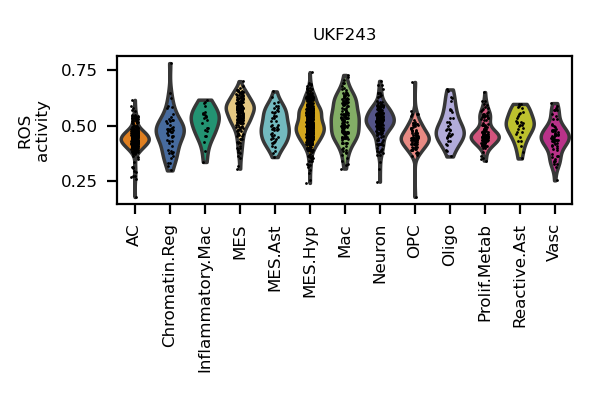 UKF243
ROS
activity
0.75
0.50
0.25
AC
Chromatin.Reg
Inflammatory.Mac
MES
MES.Ast
MES.Hyp
Mac
Neuron
OPC
Oligo
Prolif.Metab
Reactive.Ast
Vasc